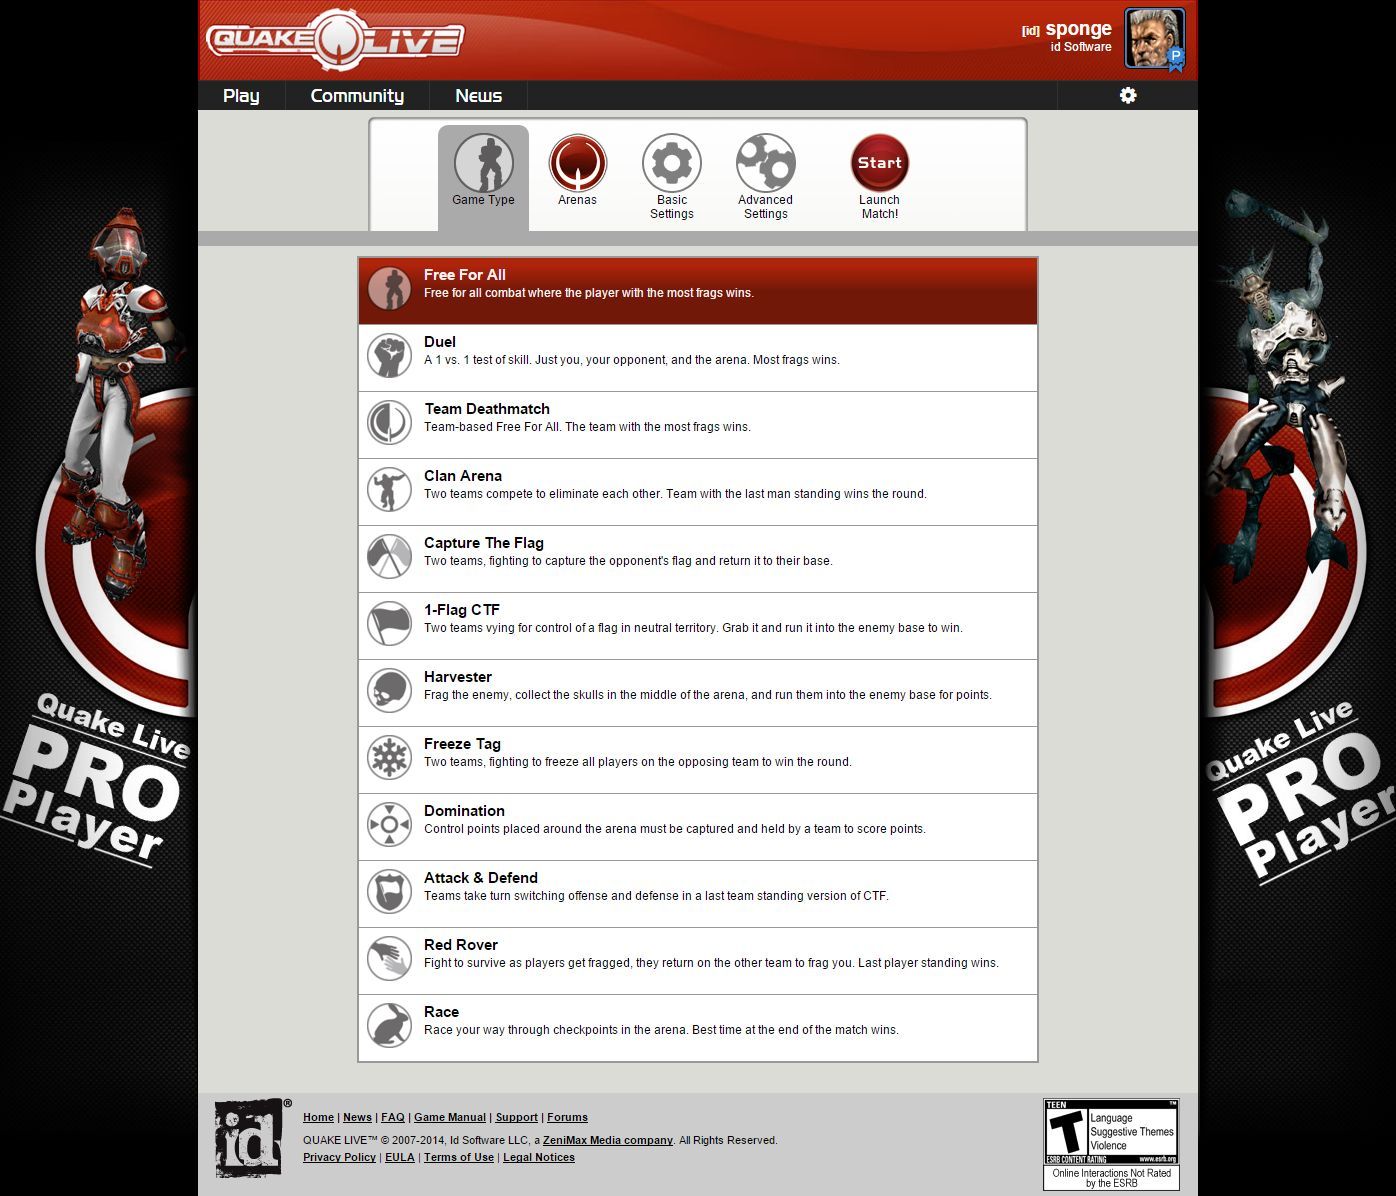 QUAKE LIVE
[id] sponge
id Software
P
Play
Community
News
Game Type
Arenas
Basic
Settings
Advanced
Settings
Start
Launch
Match!
Free For All
Free for all combat where the player with the most frags wins.
Duel
A 1 vs. 1 test of skill. Just you, your opponent, and the arena. Most frags wins.
Team Deathmatch
Team-based Free For All. The team with the most frags wins.
Clan Arena
Two teams compete to eliminate each other. Team with the last man standing wins the round.
Capture The Flag
Two teams, fighting to capture the opponent's flag and return it to their base.
1-Flag CTF
Two teams vying for control of a flag in neutral territory. Grab it and run it into the enemy base to win.
Harvester
Frag the enemy, collect the skulls in the middle of the arena, and run them into the enemy base for points.
Freeze Tag
Two teams, fighting to freeze all players on the opposing team to win the round.
Domination
Control points placed around the arena must be captured and held by a team to score points.
Attack & Defend
Teams take turn switching offense and defense in a last team standing version of CTF.
Red Rover
Fight to survive as players get fragged, they return on the other team to frag you. Last player standing wins.
Race
Race your way through checkpoints in the arena. Best time at the end of the match wins.
Quake Live
PRO
Player
Quake Live
PRO
Player
id®
Home | News | FAQ | Game Manual | Support | Forums
QUAKE LIVE™ © 2007-2014, Id Software LLC, a ZeniMax Media company. All Rights Reserved.
Privacy Policy | EULA | Terms of Use | Legal Notices
TEEN ™
T
Language
Suggestive Themes
Violence
ESRB CONTENT RATING www.esrb.org
Online Interactions Not Rated
by the ESRB